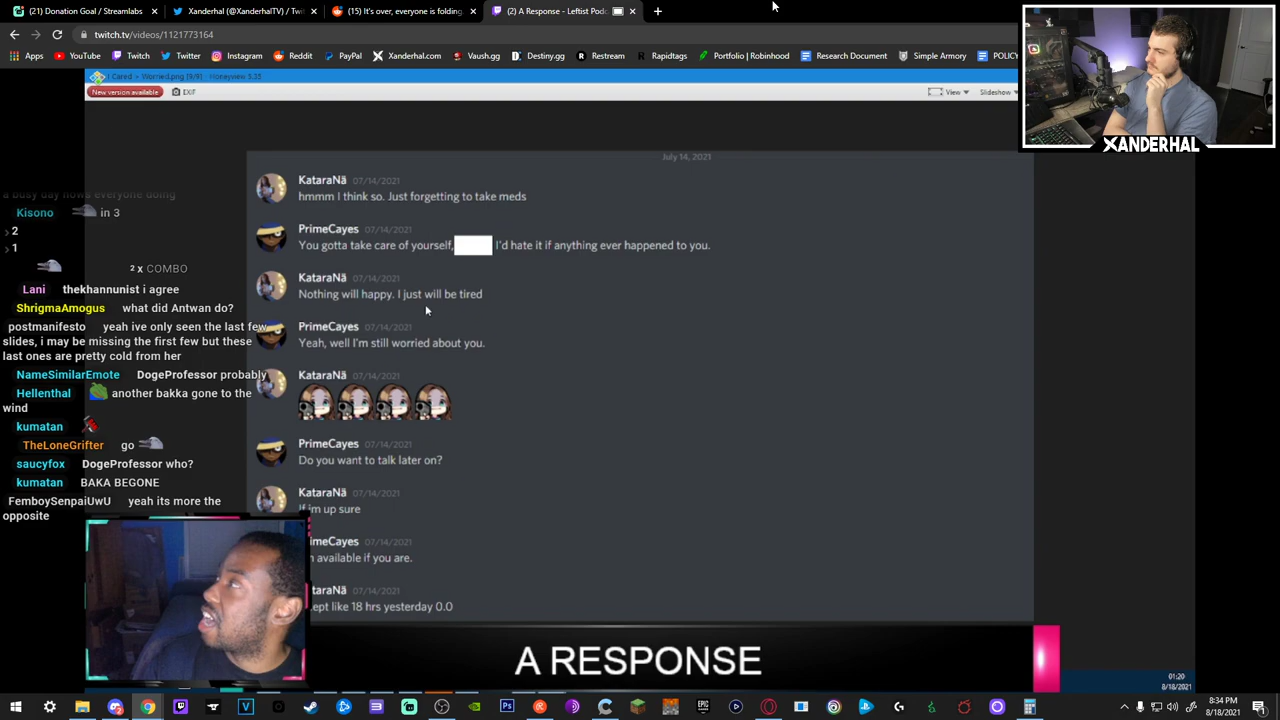 (21) Donation Goal / Streamlabs
Xanderhal (@XanderhalTV) / Twit
(15) It's over, everyone is folding.
(2) A Response - Leftist Pod
twitch.tv/videos/1121773164
Apps
YouTube
Twitch
Twitter
Instagram
Reddit
PayPal
Xanderhal.com
Vaush.gg
Destiny.gg
Restream
Rapidtags
Portfolio | Robinhood
Research Document
Simple Armory
POLICY
I Cared > Worried.png [9/9] - Honeyview 5.35
New version available
EXIF
View
Slideshow
XANDERHAL
July 14, 2021
KataraNä 07/14/2021
hmmm I think so. Just forgetting to take meds
PrimeCayes 07/14/2021
You gotta take care of yourself, I'd hate it if anything ever happened to you.
KataraNä 07/14/2021
Nothing will happy. I just will be tired
PrimeCayes 07/14/2021
Yeah, well I'm still worried about you.
KataraNä 07/14/2021
PrimeCayes 07/14/2021
Do you want to talk later on?
KataraNä 07/14/2021
If im up sure
imeCayes 07/14/2021
available if you are.
taraNä 07/14/2021
ept like 18 hrs yesterday 0.0
a busy day hows everyone doing
Kisono in 3
2
1
2 x COMBO
Lani thekhannunist i agree
ShrigmaAmogus what did Antwan do?
postmanifesto yeah ive only seen the last few
slides, i may be missing the first few but these
last ones are pretty cold from her
NameSimilarEmote DogeProfessor probably
Hellenthal another bakka gone to the
wind
kumatan
TheLoneGrifter go
saucyfox DogeProfessor who?
kumatan BAKA BEGONE
FemboySenpaiUwU yeah its more the
opposite
A RESPONSE
01:20
8/18/2021
8:34 PM
8/18/2021